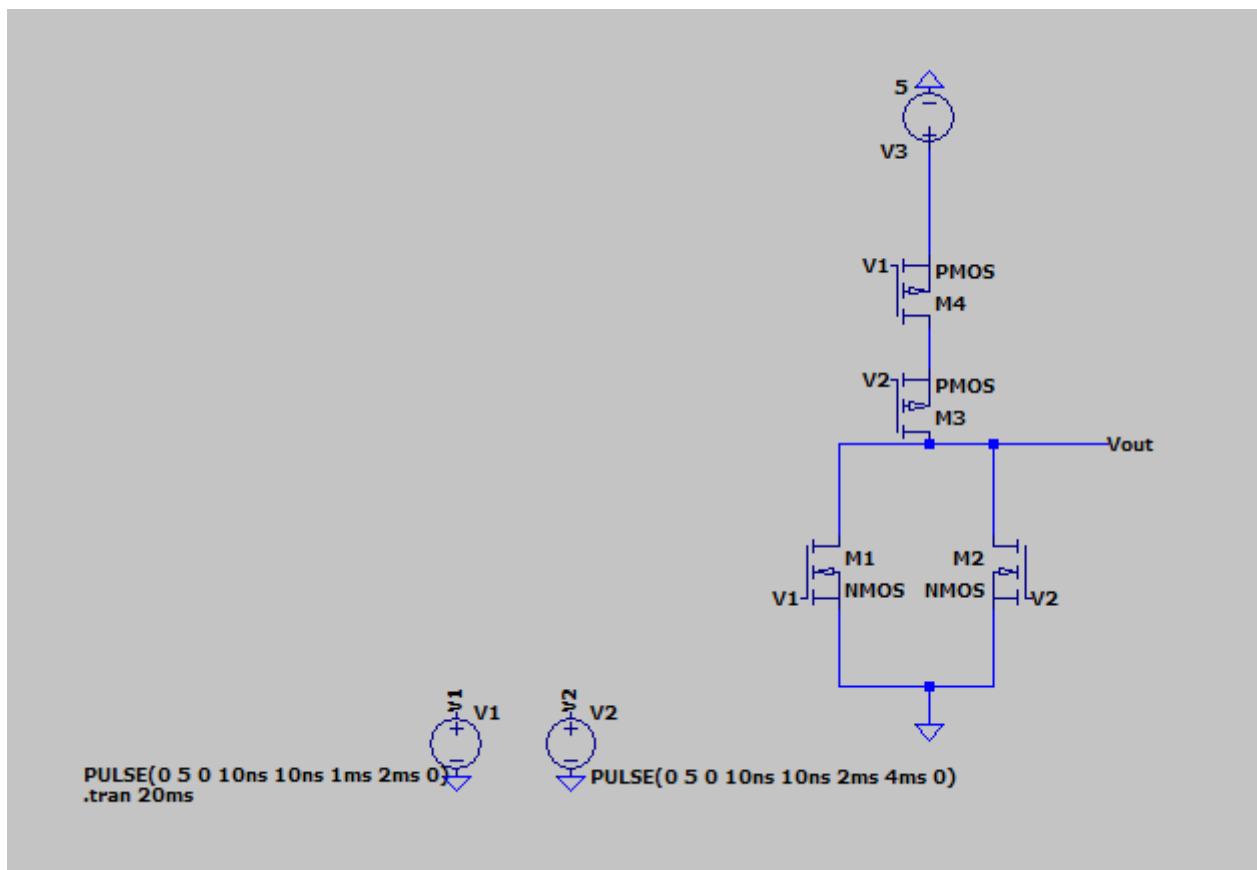 5
V3
V1
PMOS
M4
V2
PMOS
M3
Vout
M1
M2
NMOS
NMOS
V1
V2
V1
V1
V2
V2
PULSE(0 5 0 10ns 10ns 1ms 2ms 0)
PULSE(0 5 0 10ns 10ns 2ms 4ms 0)
.tran 20ms